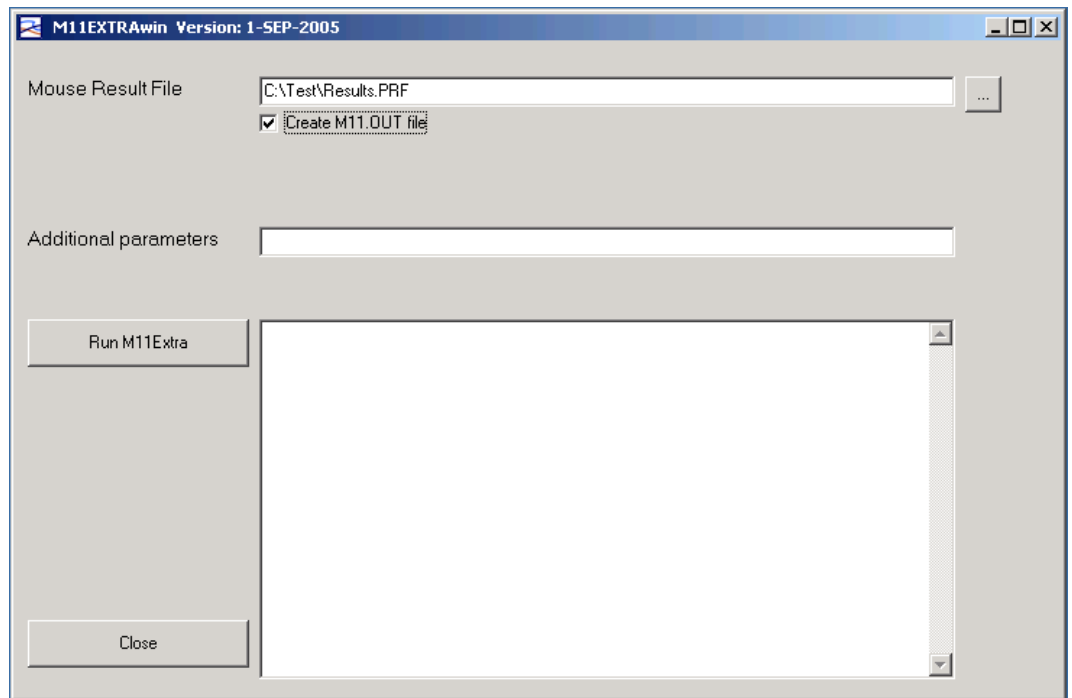 M11EXTRAwin Version: 1-SEP-2005
Mouse Result File
C:\Test\Results.PRF
...
Create M11.OUT file
Additional parameters
Run M11Extra
Close